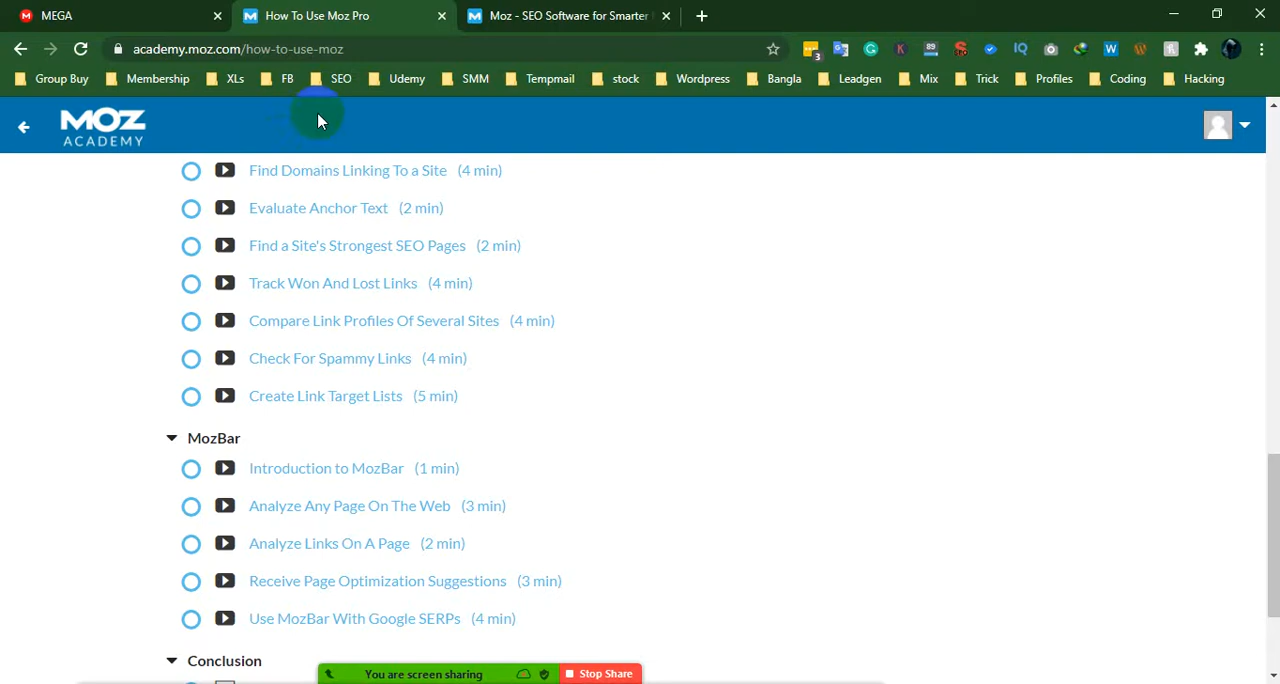 MEGA
How To Use Moz Pro
Moz - SEO Software for Smarter
academy.moz.com/how-to-use-moz
3
89
SEO
IQ
W
Group Buy
Membership
XLs
FB
SEO
Udemy
SMM
Tempmail
stock
Wordpress
Bangla
Leadgen
Mix
Trick
Profiles
Coding
Hacking
MOZ
ACADEMY
Find Domains Linking To a Site (4 min)
Evaluate Anchor Text (2 min)
Find a Site's Strongest SEO Pages (2 min)
Track Won And Lost Links (4 min)
Compare Link Profiles Of Several Sites (4 min)
Check For Spammy Links (4 min)
Create Link Target Lists (5 min)
MozBar
Introduction to MozBar (1 min)
Analyze Any Page On The Web (3 min)
Analyze Links On A Page (2 min)
Receive Page Optimization Suggestions (3 min)
Use MozBar With Google SERPs (4 min)
Conclusion
You are screen sharing
Stop Share